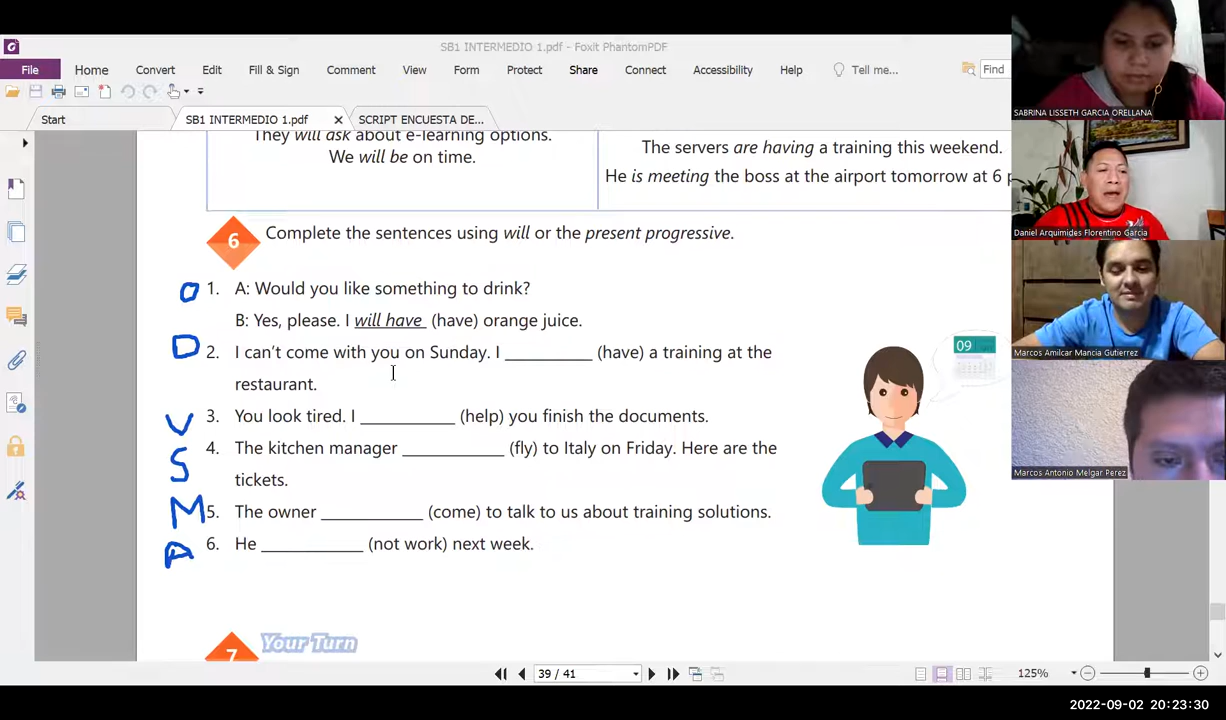 SB1 INTERMEDIO 1.pdf - Foxit PhantomPDF
File Home Convert Edit Fill & Sign Comment View Form Protect Share Connect Accessibility Help Tell me... Find
Start SB1 INTERMEDIO 1.pdf SCRIPT ENCUESTA DE...
They will ask about e-learning options.
We will be on time.
The servers are having a training this weekend.
He is meeting the boss at the airport tomorrow at 6 p
6 Complete the sentences using will or the present progressive.
O 1. A: Would you like something to drink?
B: Yes, please. I will have (have) orange juice.
D 2. I can't come with you on Sunday. I __________ (have) a training at the
restaurant.
V 3. You look tired. I ___________ (help) you finish the documents.
S 4. The kitchen manager ____________ (fly) to Italy on Friday. Here are the
tickets.
M 5. The owner ____________ (come) to talk to us about training solutions.
A 6. He ____________ (not work) next week.
09
7 Your Turn
39 / 41
125%
SABRINA LISSETH GARCIA ORELLANA
Daniel Arquimides Florentino Garcia
Marcos Amilcar Mancia Gutierrez
Marcos Antonio Melgar Perez
2022-09-02 20:23:30